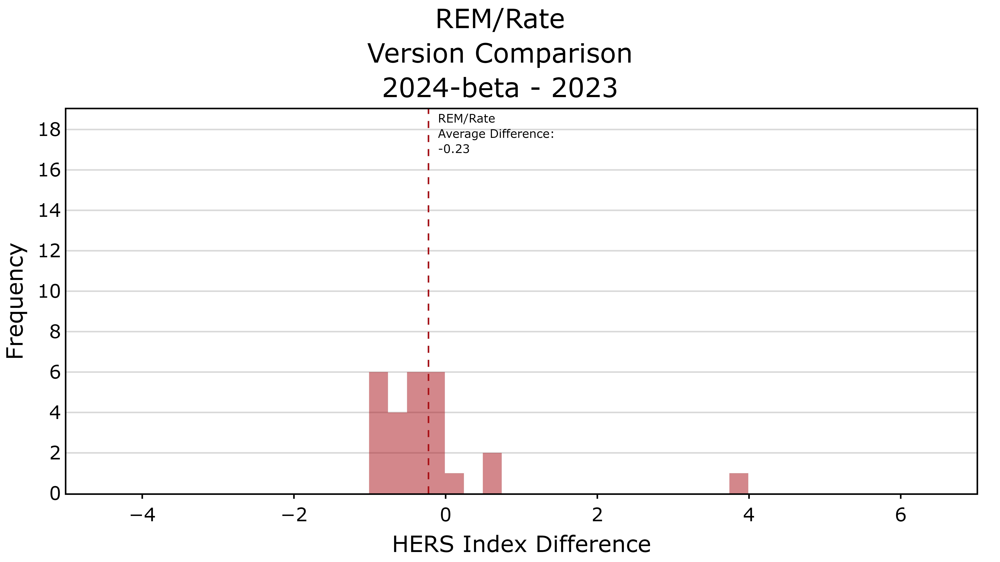 REM/Rate
Version Comparison
2024-beta - 2023
REM/Rate
Average Difference:
-0.23
18
16
14
12
10
8
6
4
2
0
Frequency
−4
−2
0
2
4
6
HERS Index Difference